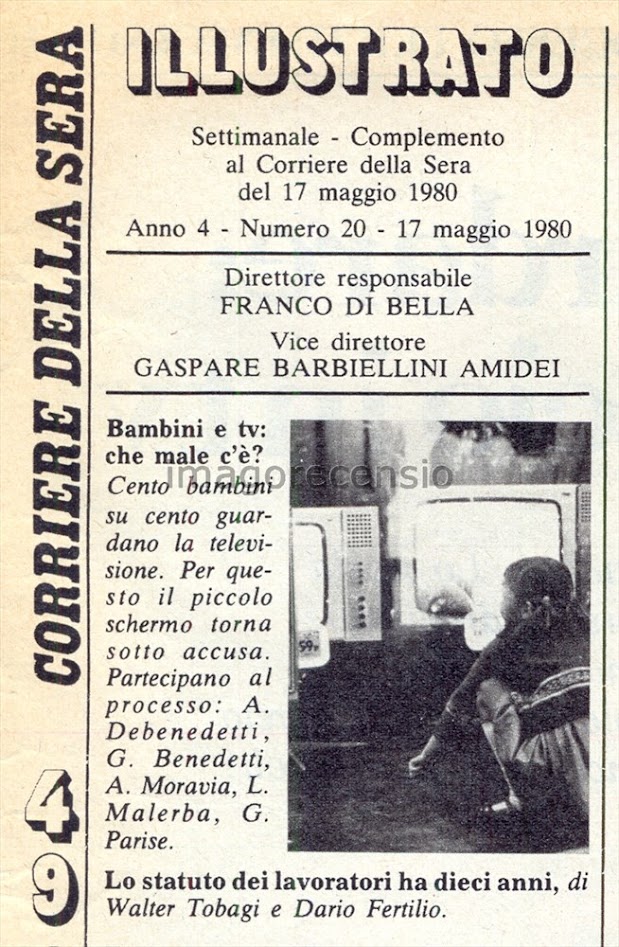 CORRIERE DELLA SERA
ILLUSTRATO
Settimanale - Complemento
al Corriere della Sera
del 17 maggio 1980
Anno 4 - Numero 20 - 17 maggio 1980
Direttore responsabile
FRANCO DI BELLA
Vice direttore
GASPARE BARBIELLINI AMIDEI
Bambini e tv:
che male c'è?
Cento bambini
su cento guar-
dano la televi-
sione. Per que-
sto il piccolo
schermo torna
sotto accusa.
Partecipano al
processo: A.
Debenedetti,
G. Benedetti,
A. Moravia, L.
Malerba, G.
Parise.
59p
Lo statuto dei lavoratori ha dieci anni, di
Walter Tobagi e Dario Fertilio.
94
imagorecensio